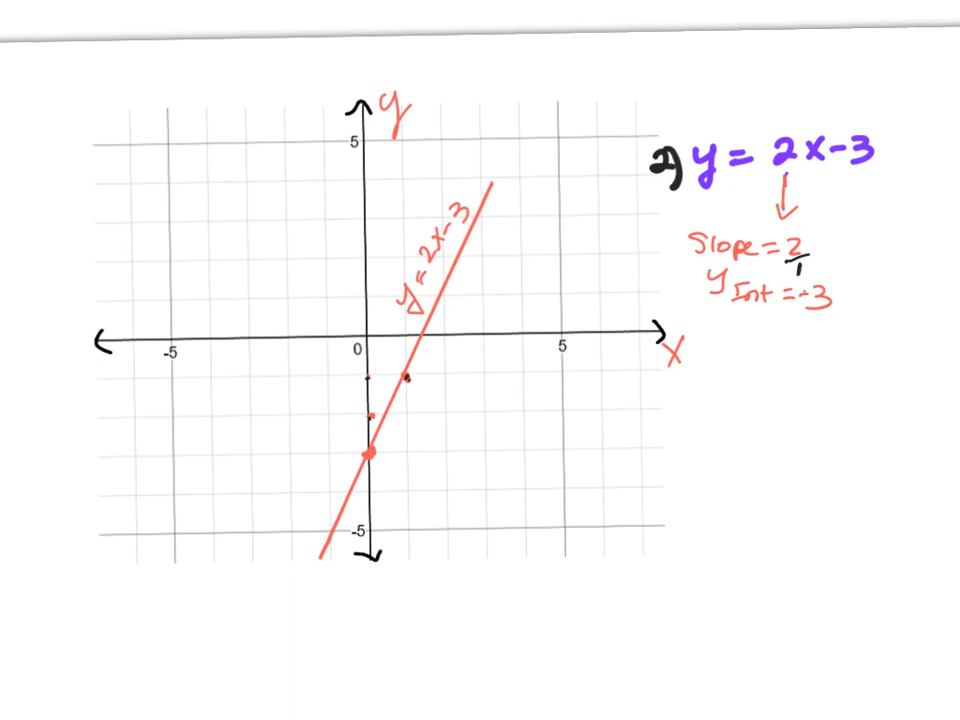 y
5
2) y = 2x-3
y = 2x-3
Slope = 2/1
y Int = -3
-5
0
5
x
-5